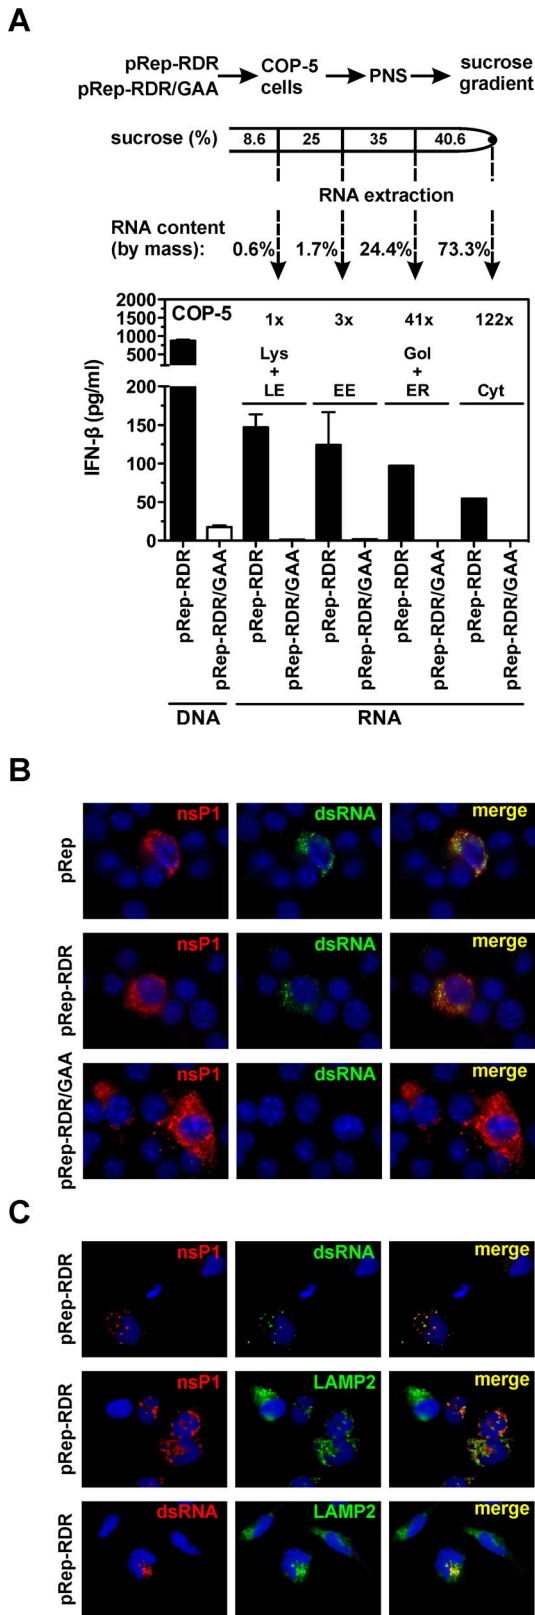 A
pRep-RDR
pRep-RDR/GAA
COP-5
cells
PNS
sucrose
gradient
sucrose (%)
8.6 25 35 40.6
RNA extraction
RNA content
(by mass): 0.6% 1.7% 24.4% 73.3%
IFN-β (pg/ml)
2000
1500
1000
500
200
150
100
50
0
COP-5 1x 3x 41x 122x
Lys
+
LE
EE
Gol
+
ER
Cyt
pRep-RDR
pRep-RDR/GAA
pRep-RDR
pRep-RDR/GAA
pRep-RDR
pRep-RDR/GAA
pRep-RDR
pRep-RDR/GAA
pRep-RDR
pRep-RDR/GAA
DNA RNA
B
pRep
nsP1 dsRNA merge
pRep-RDR
nsP1 dsRNA merge
pRep-RDR/GAA
nsP1 dsRNA merge
C
pRep-RDR
nsP1 dsRNA merge
pRep-RDR
nsP1 LAMP2 merge
pRep-RDR
dsRNA LAMP2 merge